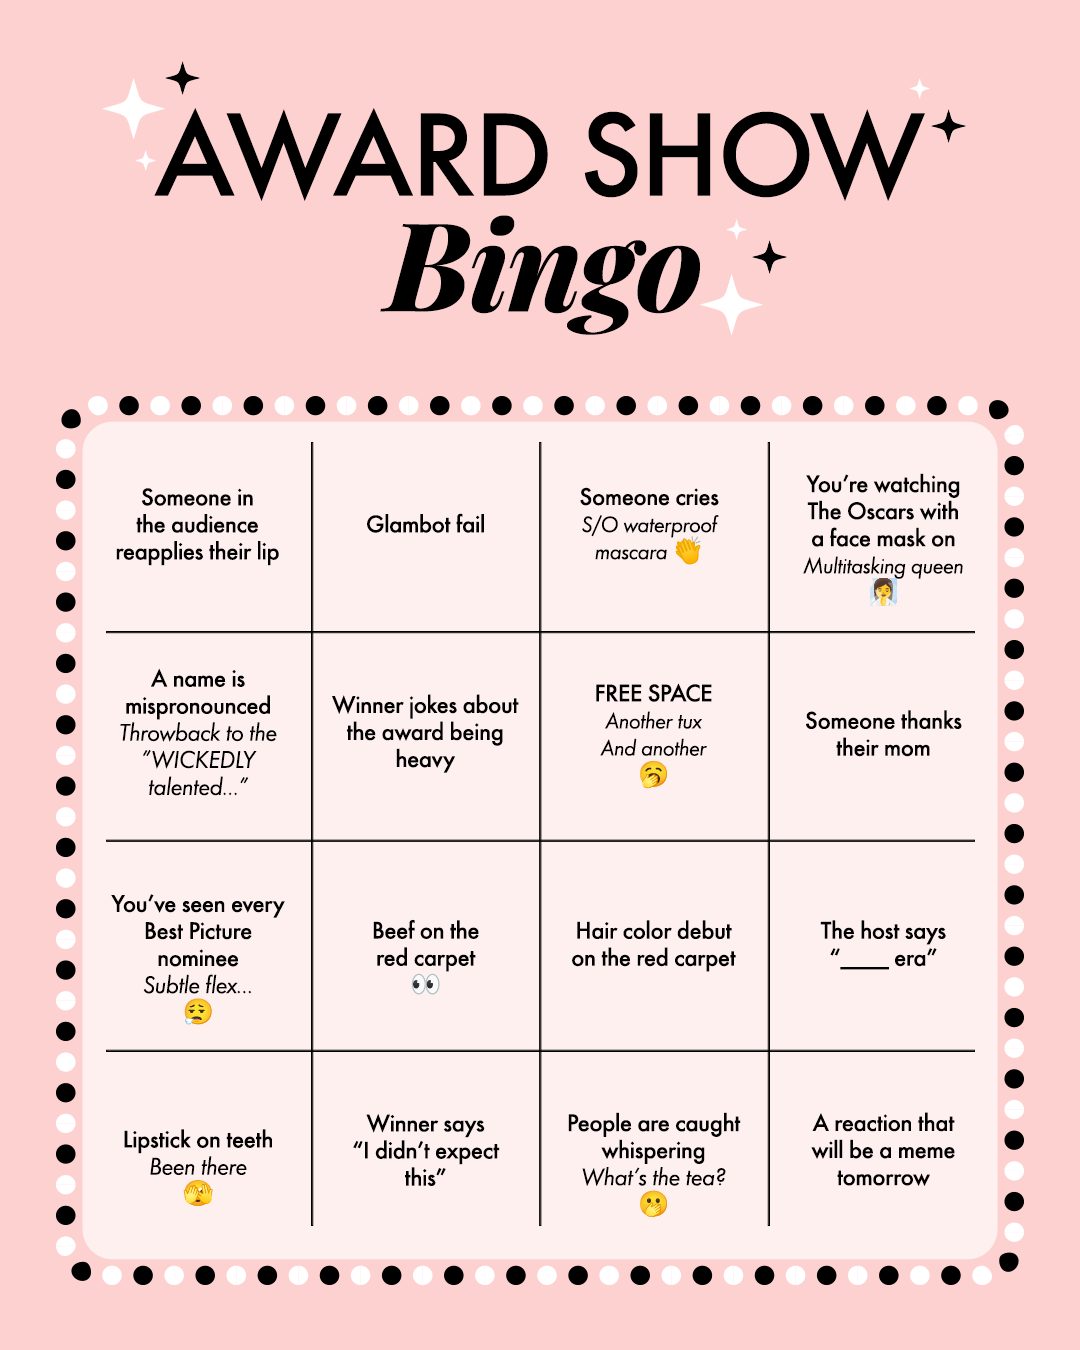 AWARD SHOW
Bingo
Someone in
the audience
reapplies their lip
Glambot fail
Someone cries
S/O waterproof
mascara 👏
You’re watching
The Oscars with
a face mask on
Multitasking queen
🧖‍♀️
A name is
mispronounced
Throwback to the
“WICKEDLY
talented...”
Winner jokes about
the award being
heavy
FREE SPACE
Another tux
And another
🥱
Someone thanks
their mom
You’ve seen every
Best Picture
nominee
Subtle flex...
😮‍💨
Beef on the
red carpet
👀
Hair color debut
on the red carpet
The host says
“____ era”
Lipstick on teeth
Been there
🫣
Winner says
“I didn’t expect
this”
People are caught
whispering
What’s the tea?
🫢
A reaction that
will be a meme
tomorrow